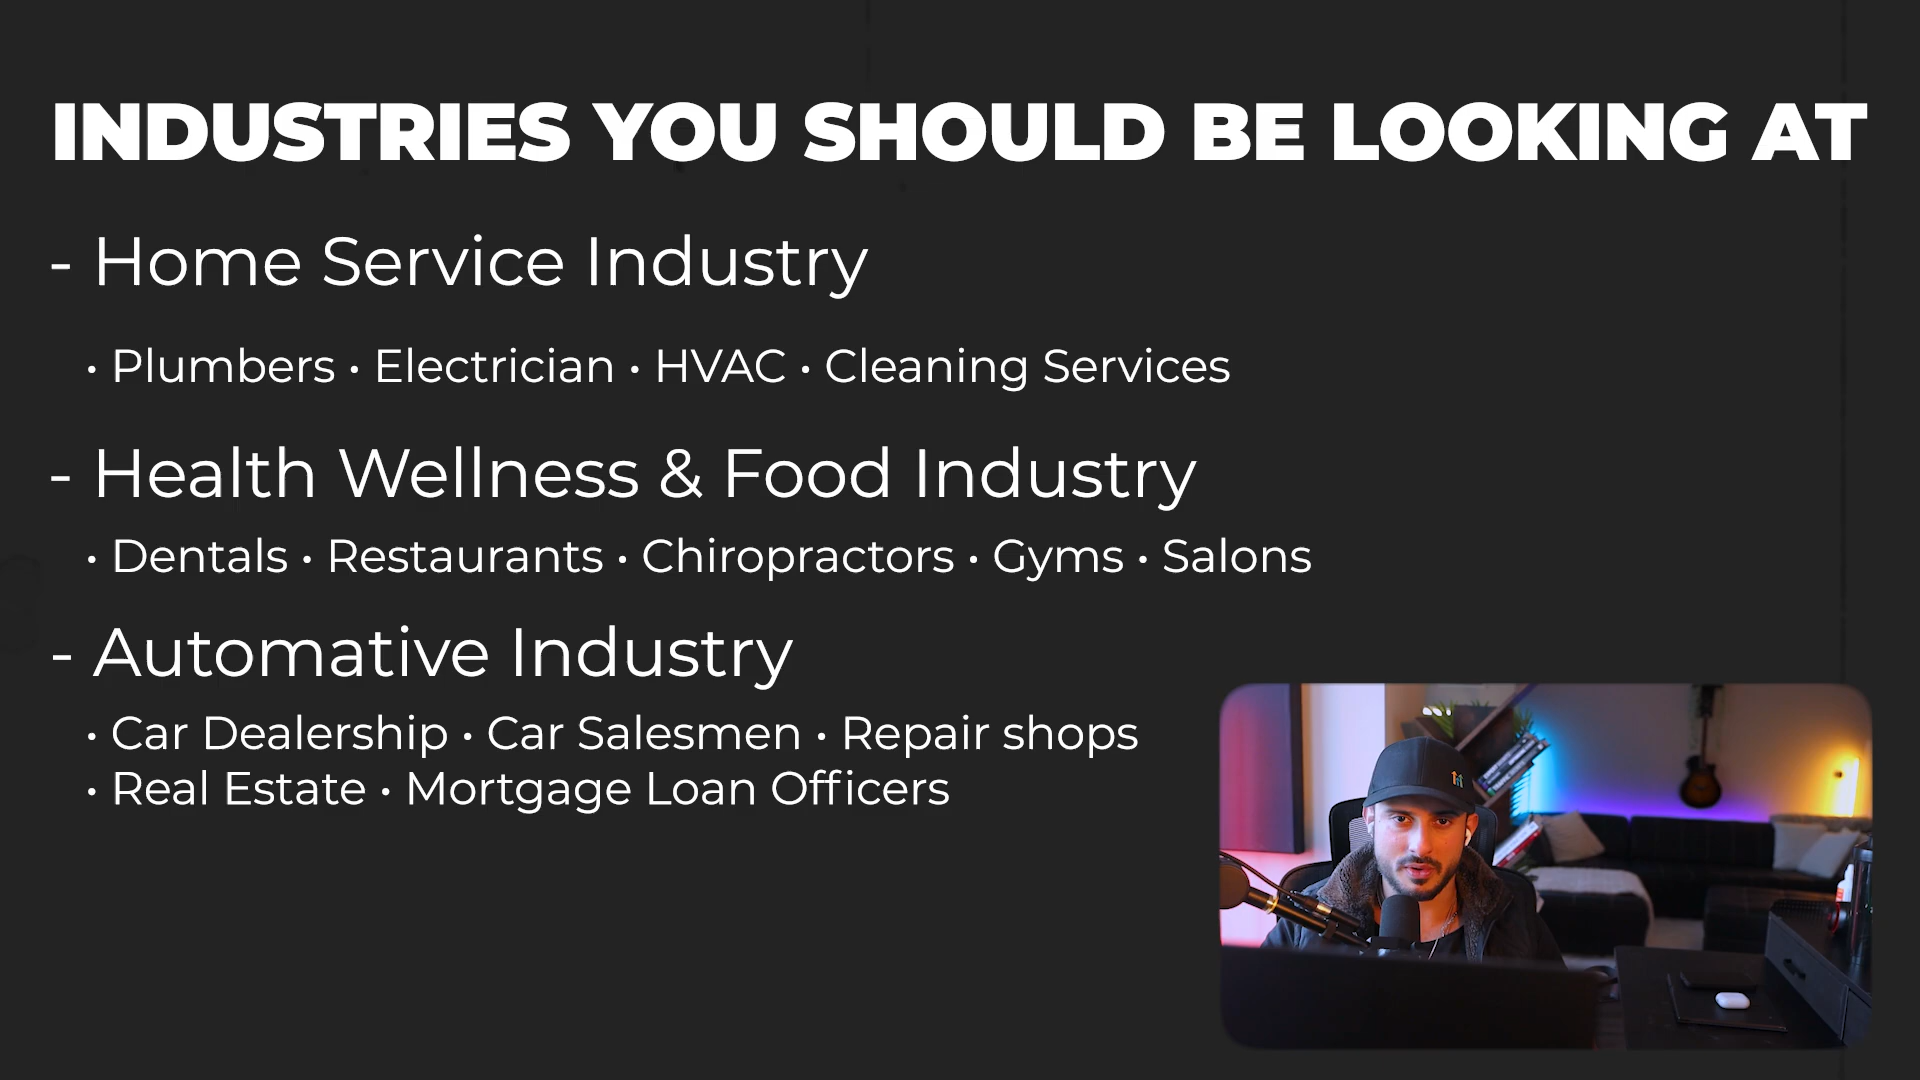 INDUSTRIES YOU SHOULD BE LOOKING AT
- Home Service Industry
• Plumbers • Electrician • HVAC • Cleaning Services
- Health Wellness & Food Industry
• Dentals • Restaurants • Chiropractors • Gyms • Salons
- Automative Industry
• Car Dealership • Car Salesmen • Repair shops
• Real Estate • Mortgage Loan Officers